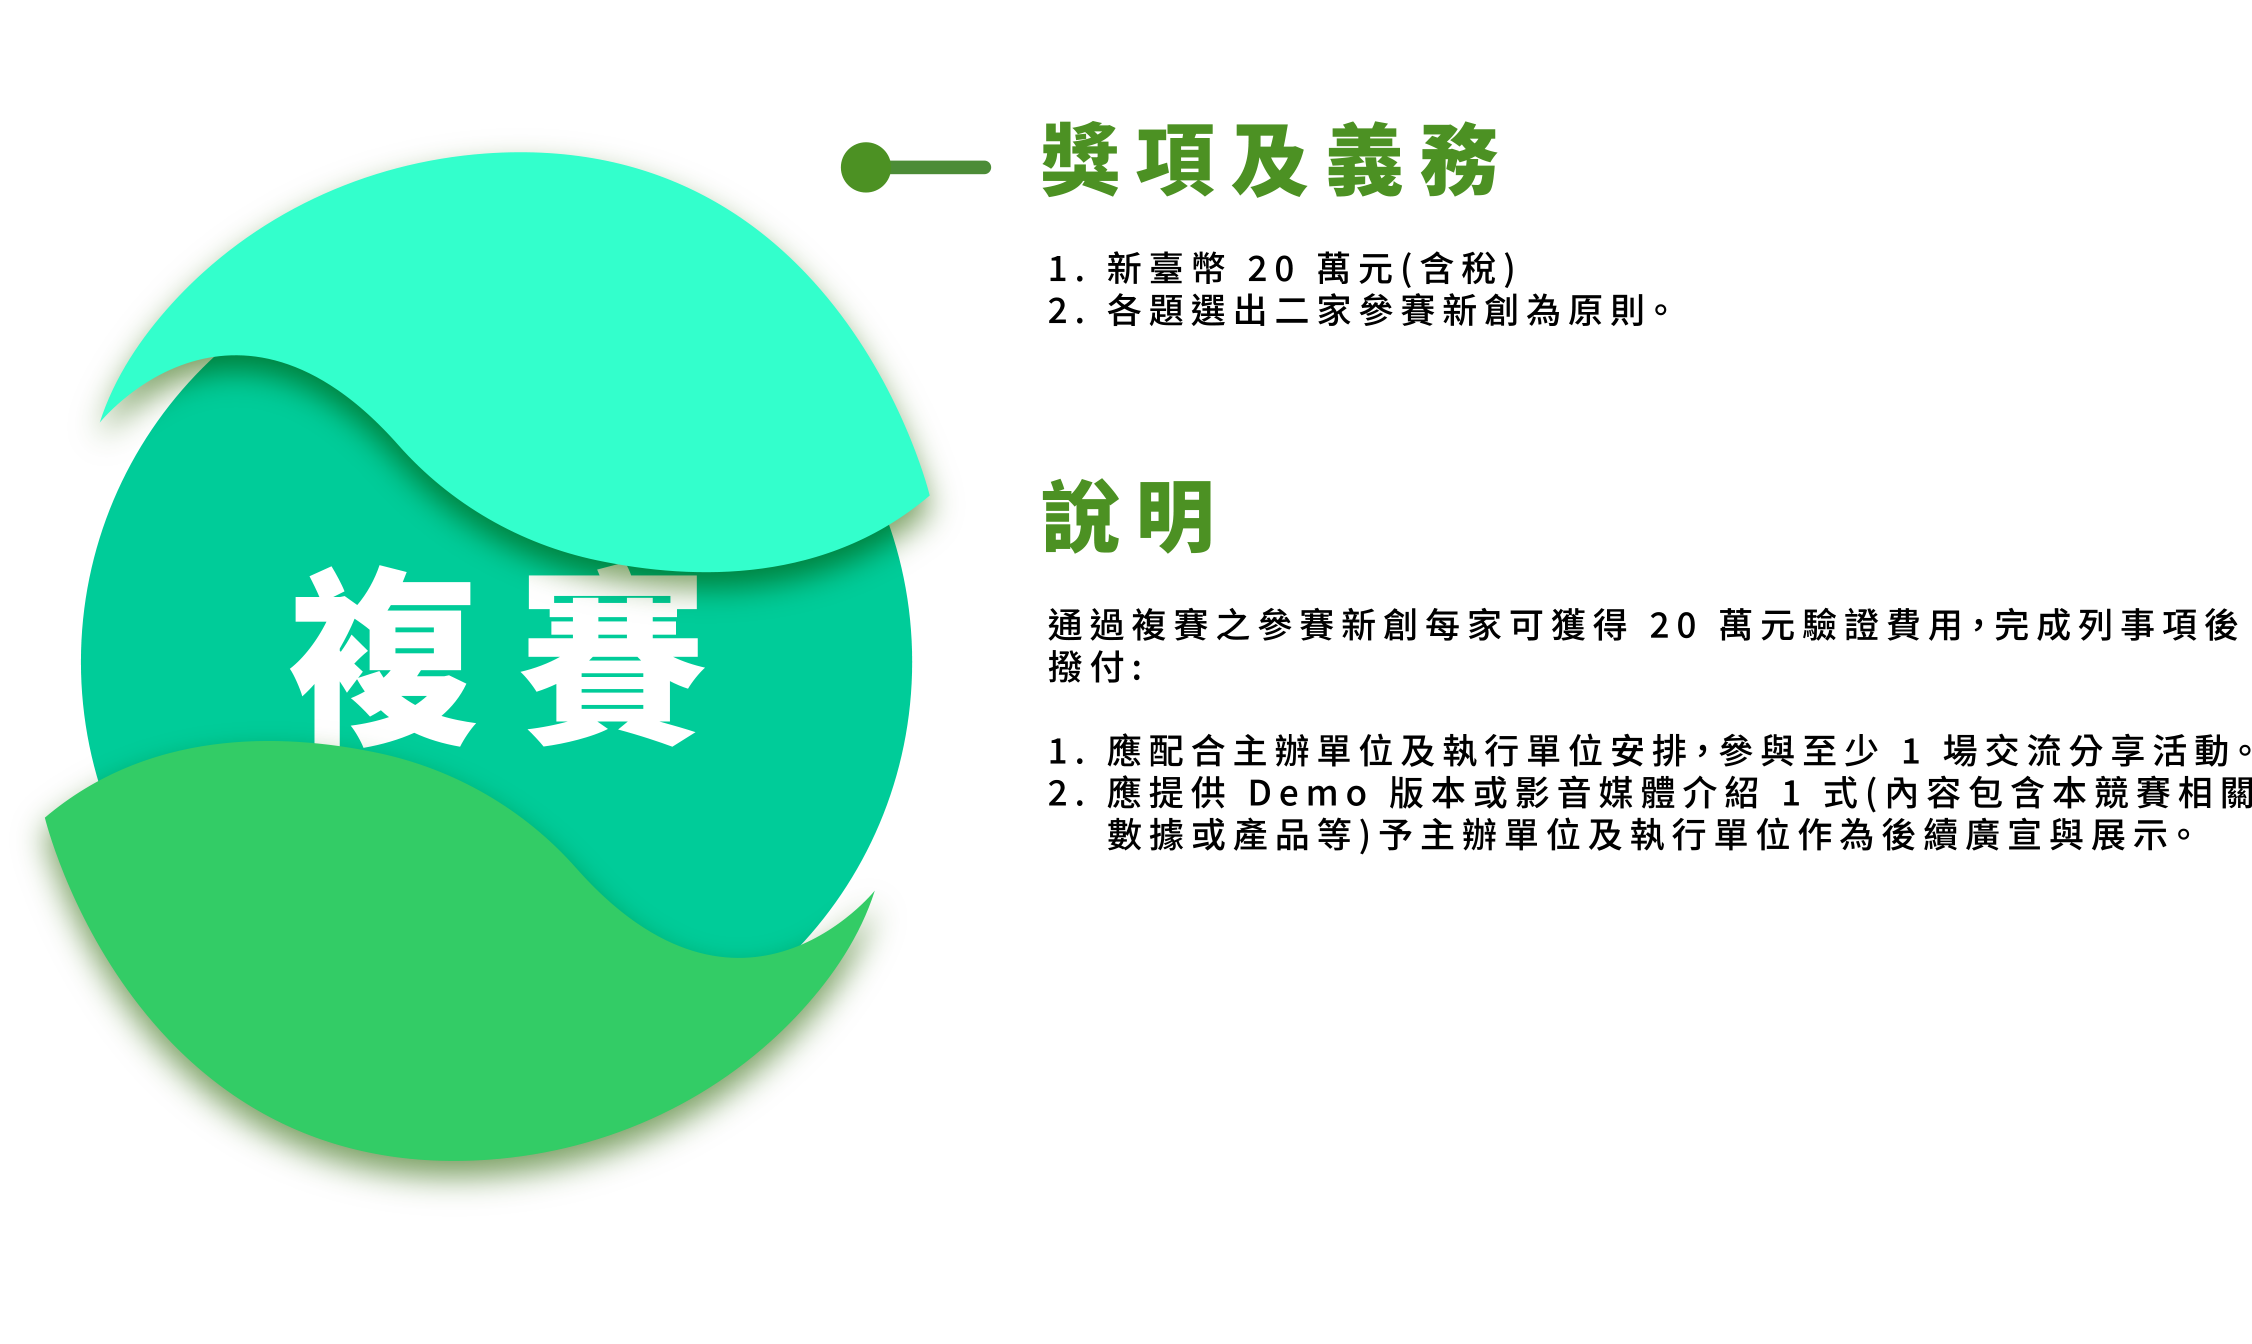 複賽
獎項及義務
1. 新臺幣 20 萬元(含稅)
2. 各題選出二家參賽新創為原則。
說明
通過複賽之參賽新創每家可獲得 20 萬元驗證費用，完成列事項後
撥付：
1. 應配合主辦單位及執行單位安排，參與至少 1 場交流分享活動。
2. 應提供 Demo 版本或影音媒體介紹 1 式(內容包含本競賽相關
數據或產品等)予主辦單位及執行單位作為後續廣宣與展示。